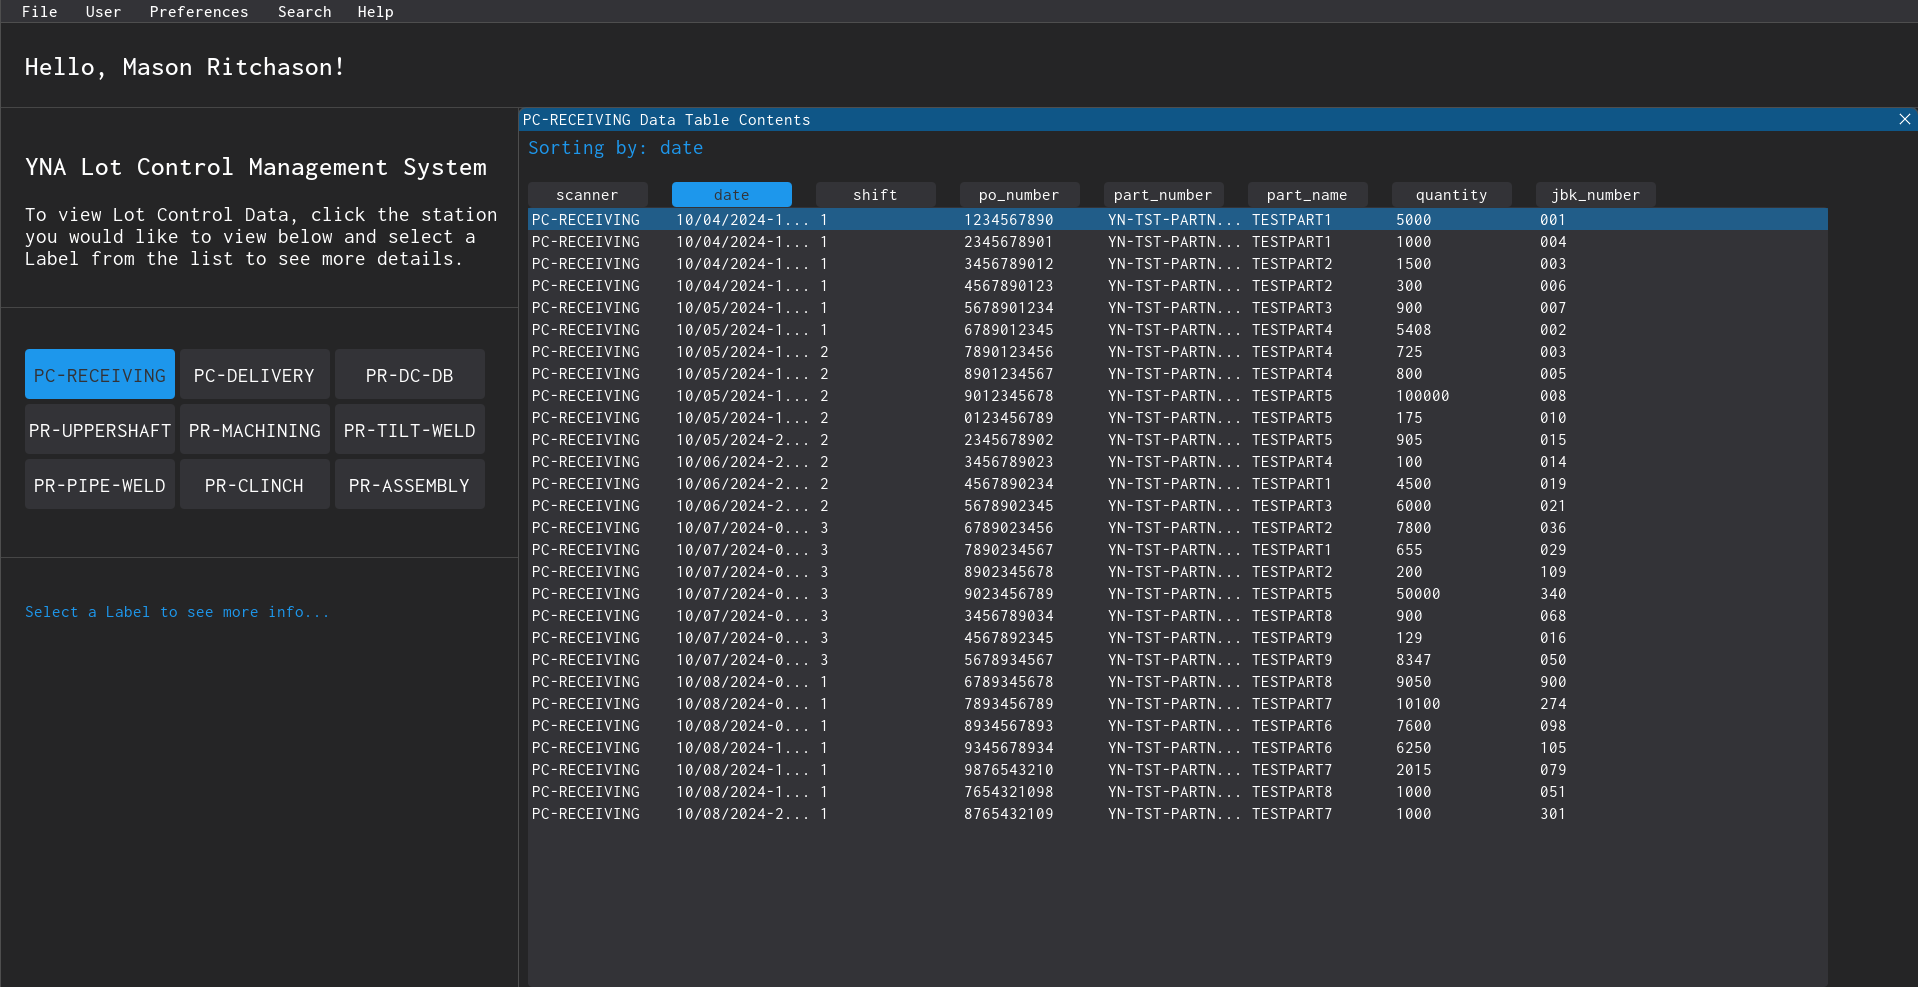 File User Preferences Search Help
Hello, Mason Ritchason!
YNA Lot Control Management System
To view Lot Control Data, click the station
you would like to view below and select a
Label from the list to see more details.
PC-RECEIVING PC-DELIVERY PR-DC-DB
PR-UPPERSHAFT PR-MACHINING PR-TILT-WELD
PR-PIPE-WELD PR-CLINCH PR-ASSEMBLY
Select a Label to see more info...
PC-RECEIVING Data Table Contents
Sorting by: date
scanner date shift po_number part_number part_name quantity jbk_number
PC-RECEIVING 10/04/2024-1... 1 1234567890 YN-TST-PARTN... TESTPART1 5000 001
PC-RECEIVING 10/04/2024-1... 1 2345678901 YN-TST-PARTN... TESTPART1 1000 004
PC-RECEIVING 10/04/2024-1... 1 3456789012 YN-TST-PARTN... TESTPART2 1500 003
PC-RECEIVING 10/04/2024-1... 1 4567890123 YN-TST-PARTN... TESTPART2 300 006
PC-RECEIVING 10/05/2024-1... 1 5678901234 YN-TST-PARTN... TESTPART3 900 007
PC-RECEIVING 10/05/2024-1... 1 6789012345 YN-TST-PARTN... TESTPART4 5408 002
PC-RECEIVING 10/05/2024-1... 2 7890123456 YN-TST-PARTN... TESTPART4 725 003
PC-RECEIVING 10/05/2024-1... 2 8901234567 YN-TST-PARTN... TESTPART4 800 005
PC-RECEIVING 10/05/2024-1... 2 9012345678 YN-TST-PARTN... TESTPART5 100000 008
PC-RECEIVING 10/05/2024-1... 2 0123456789 YN-TST-PARTN... TESTPART5 175 010
PC-RECEIVING 10/05/2024-2... 2 2345678902 YN-TST-PARTN... TESTPART5 905 015
PC-RECEIVING 10/06/2024-2... 2 3456789023 YN-TST-PARTN... TESTPART4 100 014
PC-RECEIVING 10/06/2024-2... 2 4567890234 YN-TST-PARTN... TESTPART1 4500 019
PC-RECEIVING 10/06/2024-2... 2 5678902345 YN-TST-PARTN... TESTPART3 6000 021
PC-RECEIVING 10/07/2024-0... 3 6789023456 YN-TST-PARTN... TESTPART2 7800 036
PC-RECEIVING 10/07/2024-0... 3 7890234567 YN-TST-PARTN... TESTPART1 655 029
PC-RECEIVING 10/07/2024-0... 3 8902345678 YN-TST-PARTN... TESTPART2 200 109
PC-RECEIVING 10/07/2024-0... 3 9023456789 YN-TST-PARTN... TESTPART5 50000 340
PC-RECEIVING 10/07/2024-0... 3 3456789034 YN-TST-PARTN... TESTPART8 900 068
PC-RECEIVING 10/07/2024-0... 3 4567892345 YN-TST-PARTN... TESTPART9 129 016
PC-RECEIVING 10/07/2024-0... 3 5678934567 YN-TST-PARTN... TESTPART9 8347 050
PC-RECEIVING 10/08/2024-0... 1 6789345678 YN-TST-PARTN... TESTPART8 9050 900
PC-RECEIVING 10/08/2024-0... 1 7893456789 YN-TST-PARTN... TESTPART7 10100 274
PC-RECEIVING 10/08/2024-0... 1 8934567893 YN-TST-PARTN... TESTPART6 7600 098
PC-RECEIVING 10/08/2024-1... 1 9345678934 YN-TST-PARTN... TESTPART6 6250 105
PC-RECEIVING 10/08/2024-1... 1 9876543210 YN-TST-PARTN... TESTPART7 2015 079
PC-RECEIVING 10/08/2024-1... 1 7654321098 YN-TST-PARTN... TESTPART8 1000 051
PC-RECEIVING 10/08/2024-2... 1 8765432109 YN-TST-PARTN... TESTPART7 1000 301